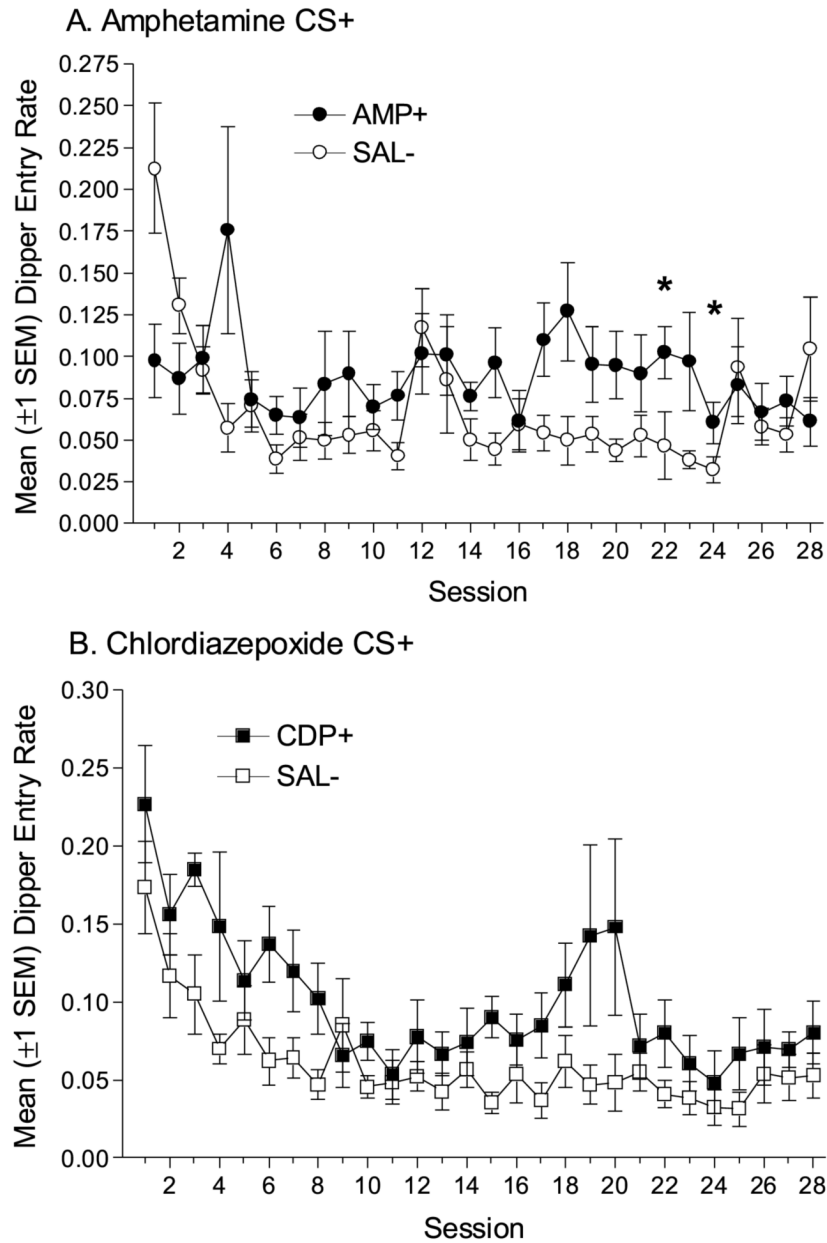 A. Amphetamine CS+
Mean (±1 SEM) Dipper Entry Rate
0.275
0.250
0.225
0.200
0.175
0.150
0.125
0.100
0.075
0.050
0.025
0.000
AMP+
SAL-
* *
2 4 6 8 10 12 14 16 18 20 22 24 26 28
Session
B. Chlordiazepoxide CS+
Mean (±1 SEM) Dipper Entry Rate
0.30
0.25
0.20
0.15
0.10
0.05
0.00
CDP+
SAL-
2 4 6 8 10 12 14 16 18 20 22 24 26 28
Session